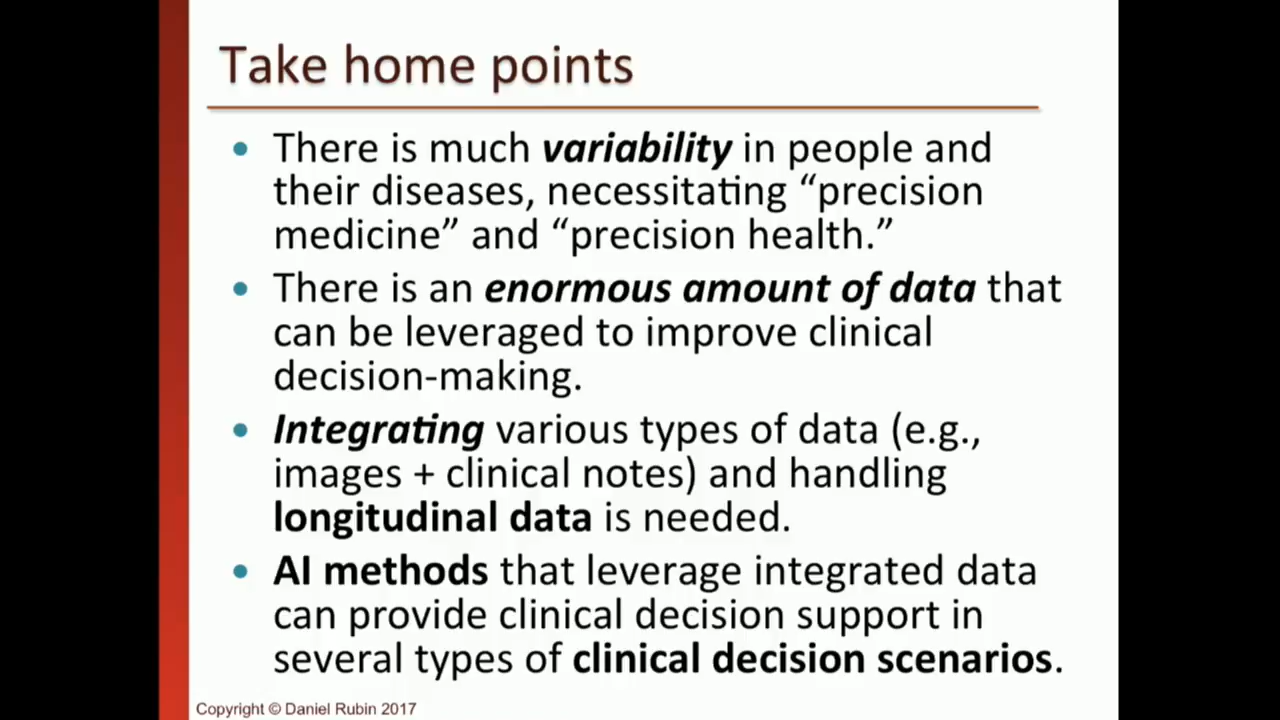 Take home points
• There is much variability in people and
their diseases, necessitating “precision
medicine” and “precision health.”
• There is an enormous amount of data that
can be leveraged to improve clinical
decision-making.
• Integrating various types of data (e.g.,
images + clinical notes) and handling
longitudinal data is needed.
• AI methods that leverage integrated data
can provide clinical decision support in
several types of clinical decision scenarios.
Copyright © Daniel Rubin 2017